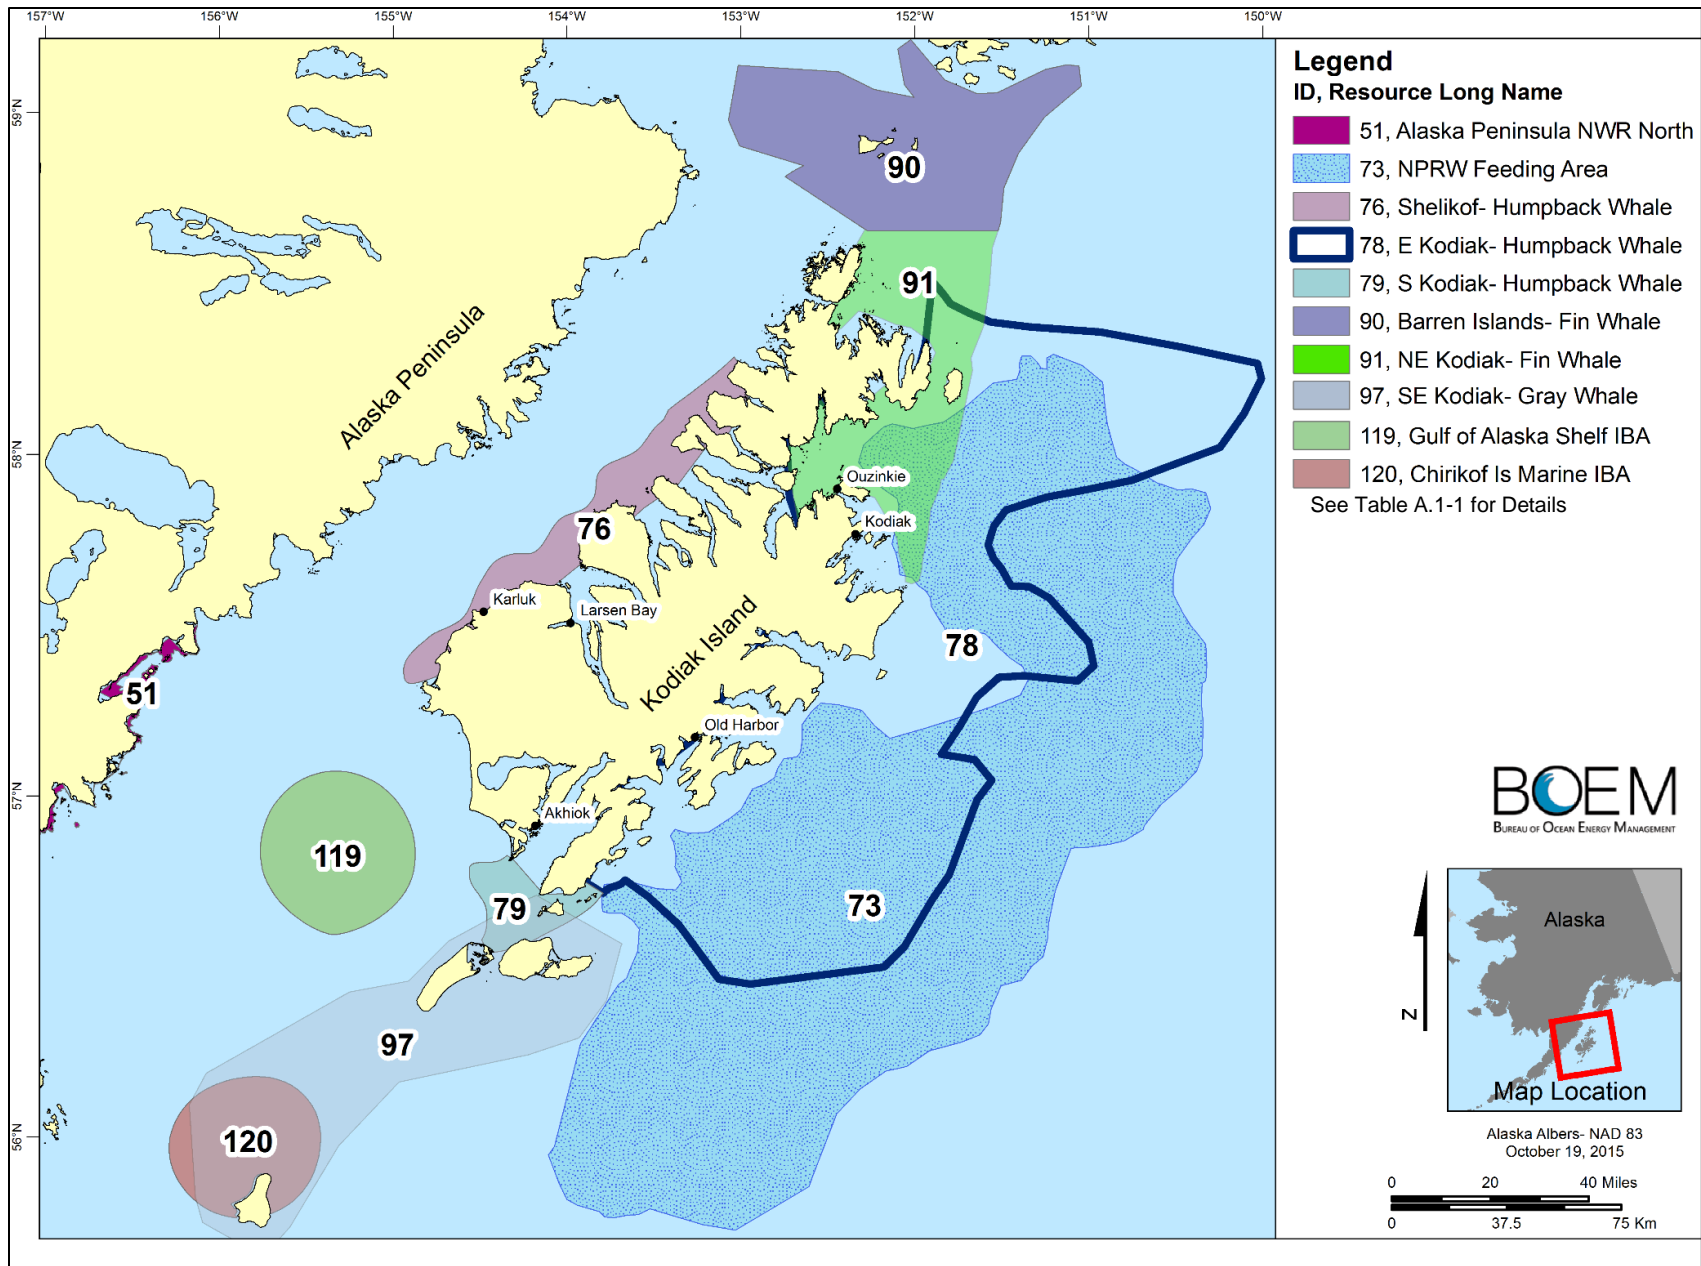 157°W 156°W 155°W 154°W 153°W 152°W 151°W 150°W
59°N
58°N
57°N
56°N
90
91
Alaska Peninsula
Ouzinkie
Kodiak
76
Karluk
Larsen Bay
78
Kodiak Island
51
Old Harbor
Akhiok
119
79
73
97
120
Legend
ID, Resource Long Name
51, Alaska Peninsula NWR North
73, NPRW Feeding Area
76, Shelikof- Humpback Whale
78, E Kodiak- Humpback Whale
79, S Kodiak- Humpback Whale
90, Barren Islands- Fin Whale
91, NE Kodiak- Fin Whale
97, SE Kodiak- Gray Whale
119, Gulf of Alaska Shelf IBA
120, Chirikof Is Marine IBA
See Table A.1-1 for Details
BOEM
BUREAU OF OCEAN ENERGY MANAGEMENT
N
Alaska
Map Location
Alaska Albers- NAD 83
October 19, 2015
0 20 40 Miles
0 37.5 75 Km